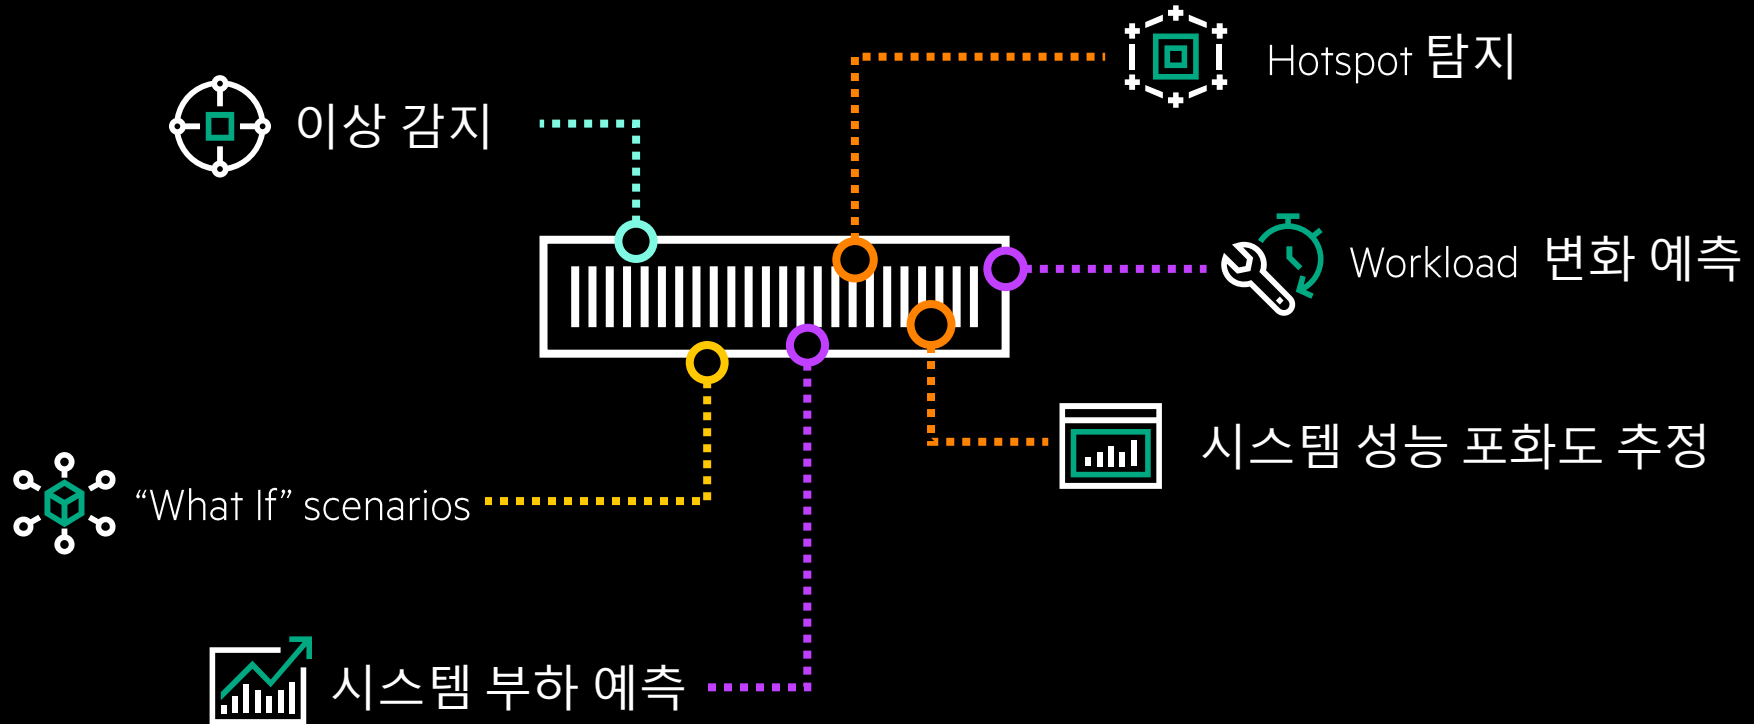 Hotspot 탐지
이상 감지
Workload 변화 예측
시스템 성능 포화도 추정
“What If” scenarios
시스템 부하 예측